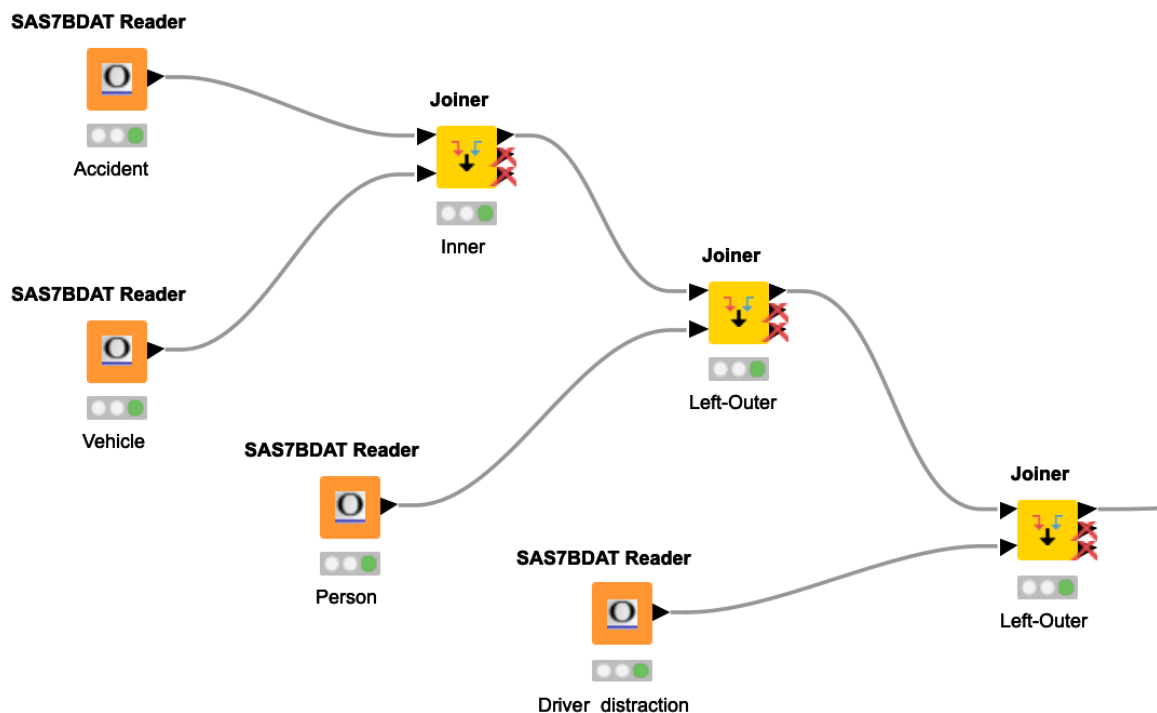 SAS7BDAT Reader
O
Accident
Joiner
Inner
SAS7BDAT Reader
O
Vehicle
Joiner
Left-Outer
SAS7BDAT Reader
O
Person
Joiner
Left-Outer
SAS7BDAT Reader
O
Driver distraction